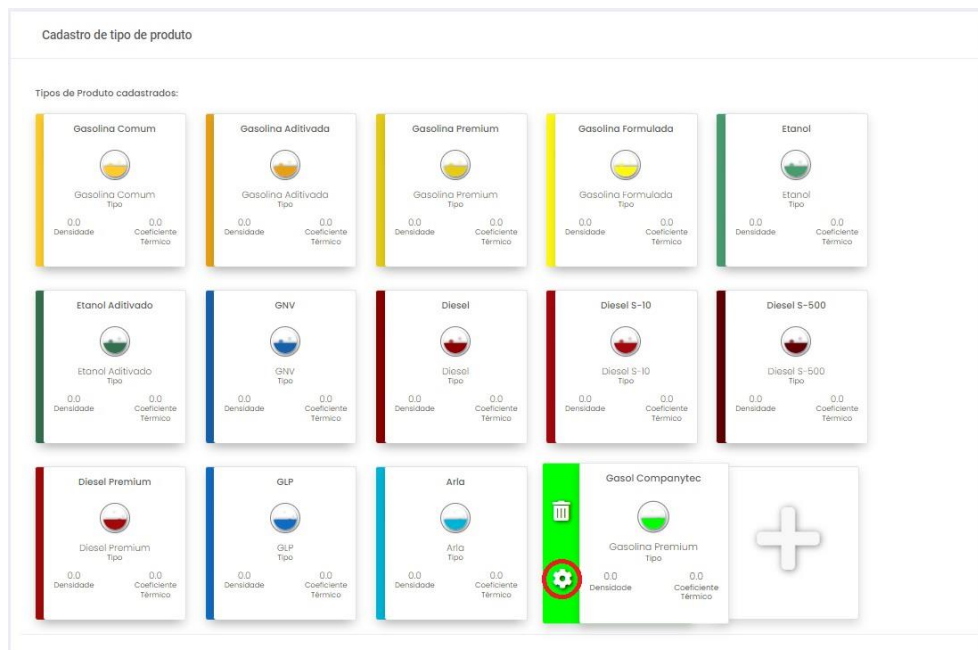 Cadastro de tipo de produto
Tipos de Produto cadastrados:
Gasolina Comum
Gasolina Comum
Tipo
0.0 0.0
Densidade Coeficiente
Térmico
Gasolina Aditivada
Gasolina Aditivada
Tipo
0.0 0.0
Densidade Coeficiente
Térmico
Gasolina Premium
Gasolina Premium
Tipo
0.0 0.0
Densidade Coeficiente
Térmico
Gasolina Formulada
Gasolina Formulada
Tipo
0.0 0.0
Densidade Coeficiente
Térmico
Etanol
Etanol
Tipo
0.0 0.0
Densidade Coeficiente
Térmico
Etanol Aditivado
Etanol Aditivado
Tipo
0.0 0.0
Densidade Coeficiente
Térmico
GNV
GNV
Tipo
0.0 0.0
Densidade Coeficiente
Térmico
Diesel
Diesel
Tipo
0.0 0.0
Densidade Coeficiente
Térmico
Diesel S-10
Diesel S-10
Tipo
0.0 0.0
Densidade Coeficiente
Térmico
Diesel S-500
Diesel S-500
Tipo
0.0 0.0
Densidade Coeficiente
Térmico
Diesel Premium
Diesel Premium
Tipo
0.0 0.0
Densidade Coeficiente
Térmico
GLP
GLP
Tipo
0.0 0.0
Densidade Coeficiente
Térmico
Arla
Arla
Tipo
0.0 0.0
Densidade Coeficiente
Térmico
Gasol Companytec
Gasolina Premium
Tipo
0.0 0.0
Densidade Coeficiente
Térmico